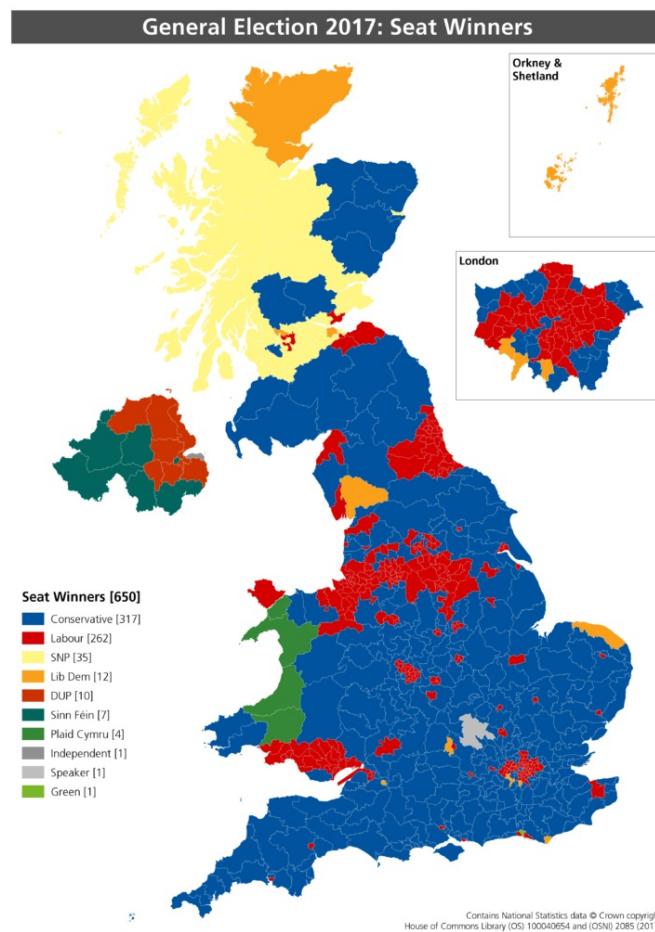 General Election 2017: Seat Winners
Orkney &
Shetland
London
Seat Winners [650]
Conservative [317]
Labour [262]
SNP [35]
Lib Dem [12]
DUP [10]
Sinn Féin [7]
Plaid Cymru [4]
Independent [1]
Speaker [1]
Green [1]
Contains National Statistics data © Crown copyrigh
House of Commons Library (OS) 100040654 and (OSNI) 2085 (201